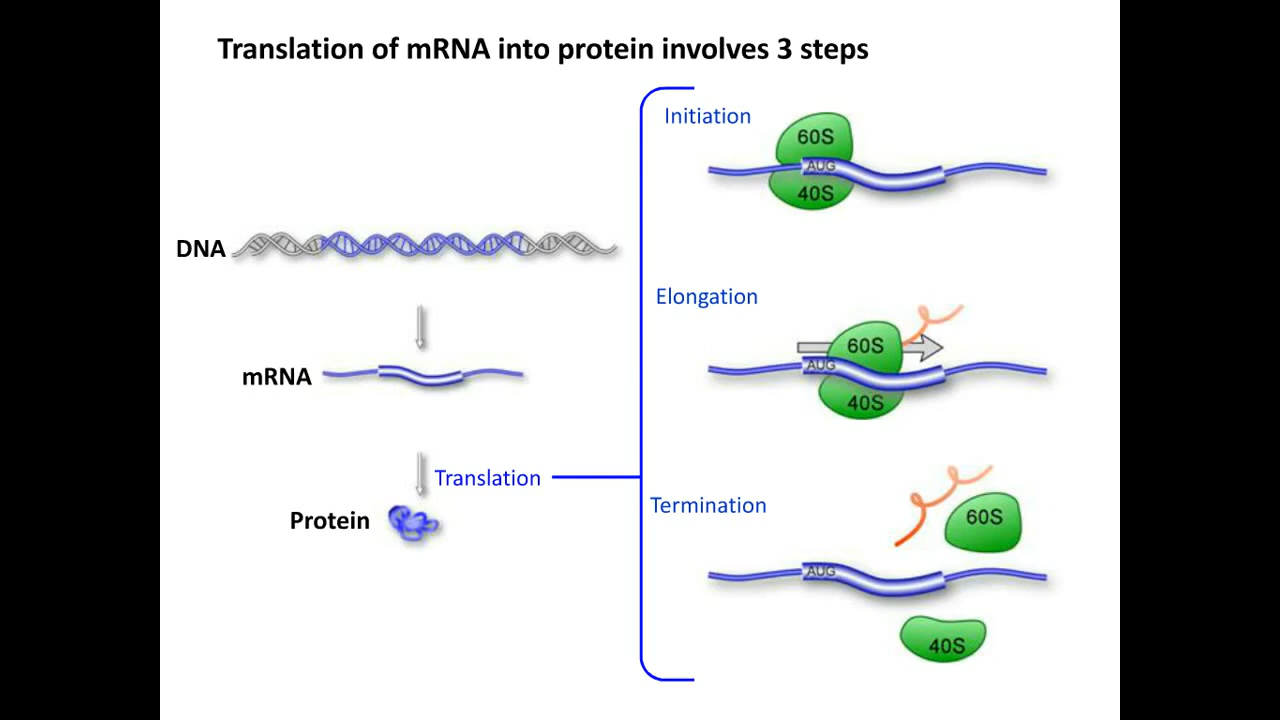 Translation of mRNA into protein involves 3 steps
DNA
mRNA
Translation
Protein
Initiation
60S
AUG
40S
Elongation
60S
AUG
40S
Termination
60S
AUG
40S